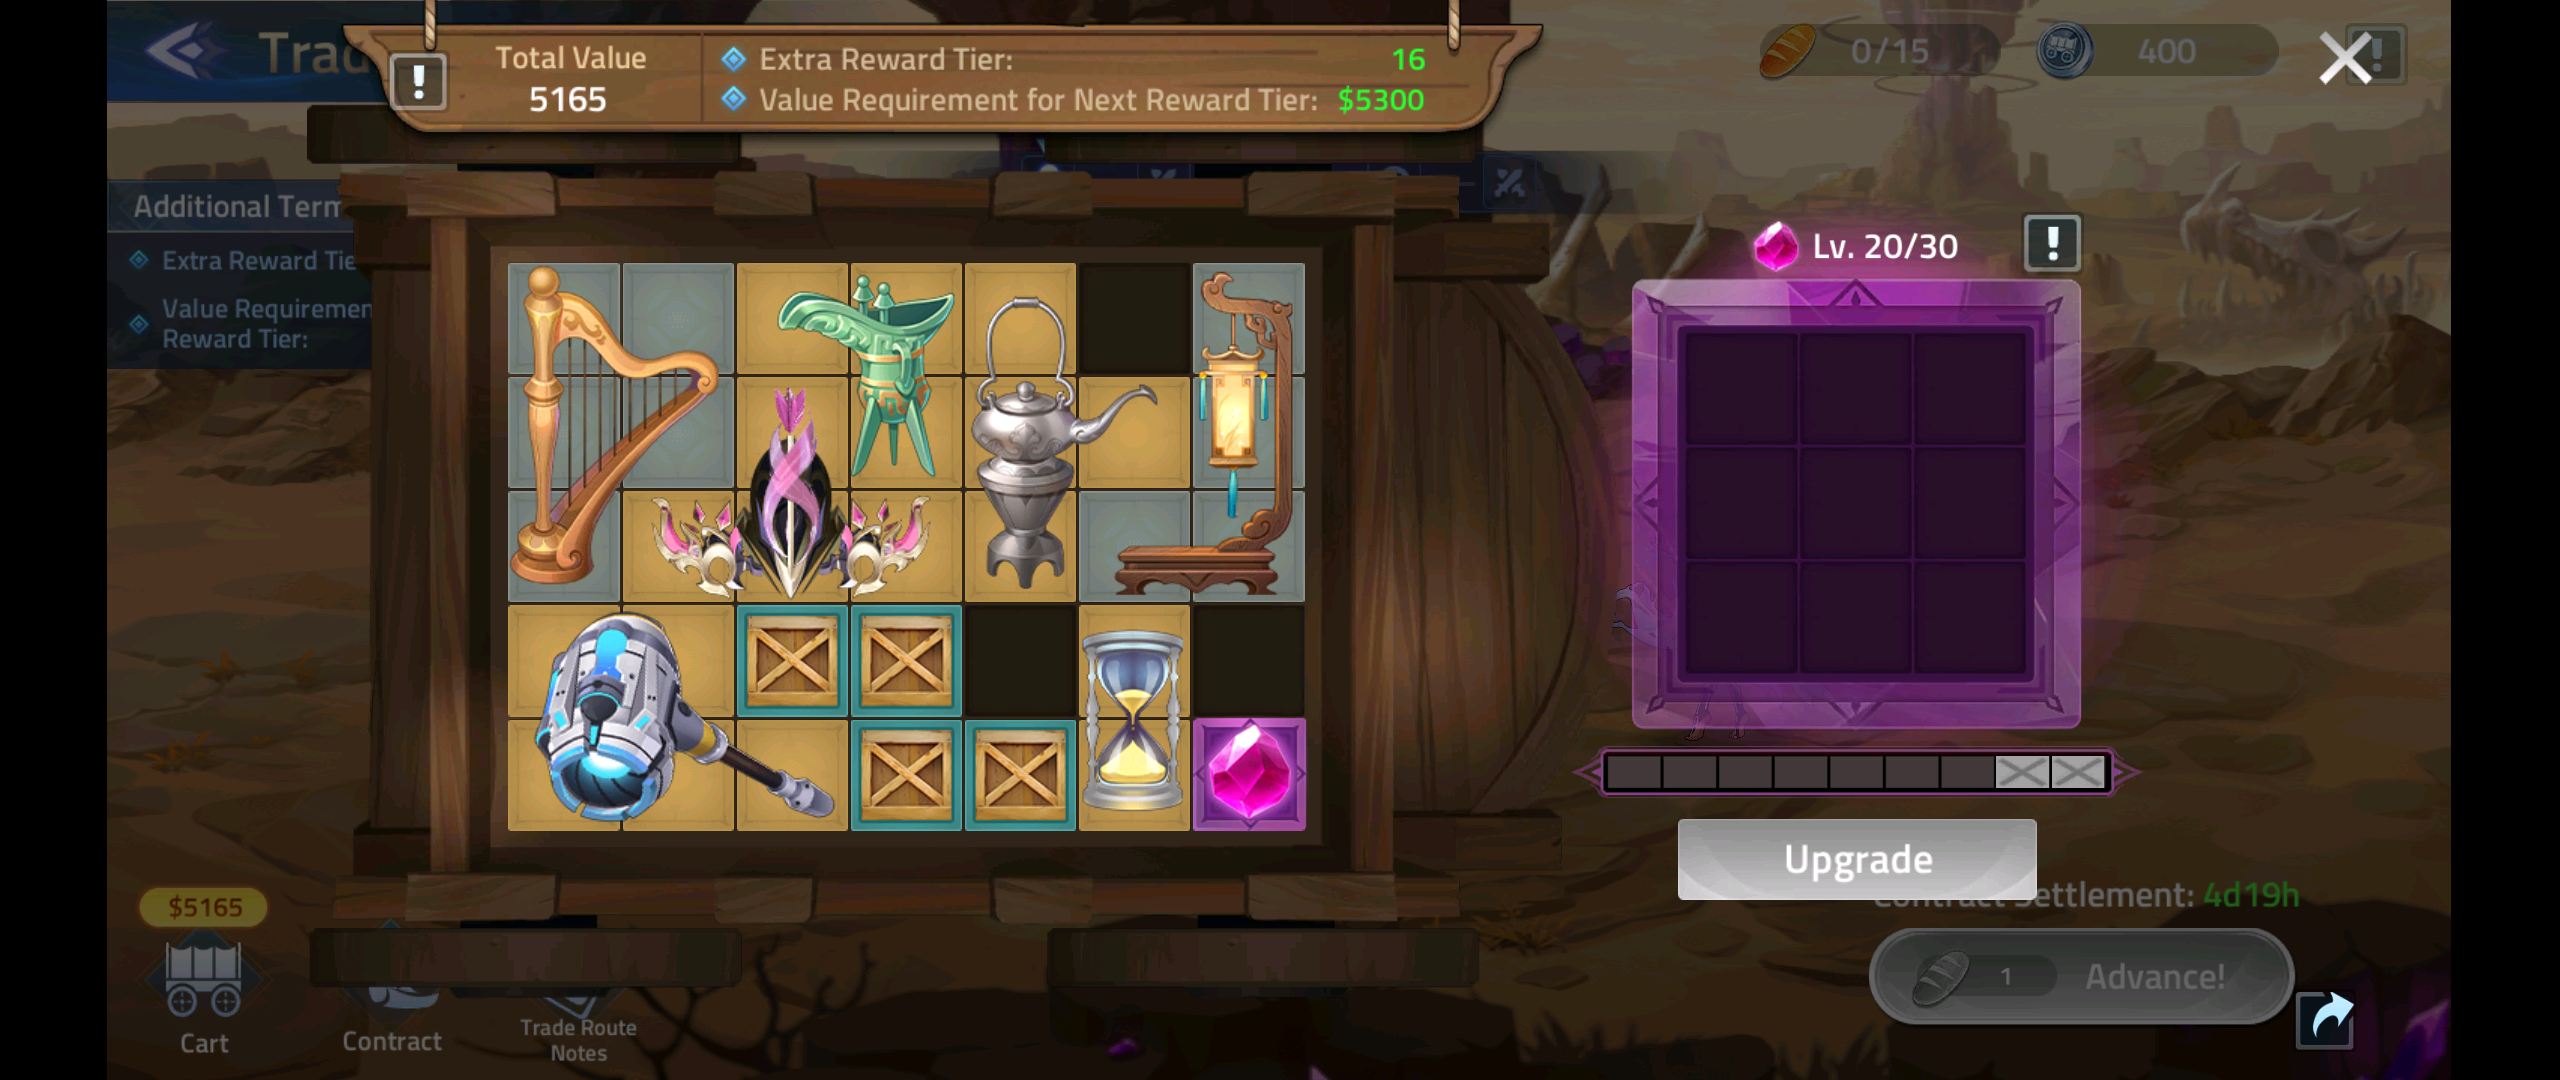 Trad
Total Value
5165
Extra Reward Tier: 16
Value Requirement for Next Reward Tier: $5300
0/15
400
Additional Term
Extra Reward Tie
Value Requiremen
Reward Tier:
Lv. 20/30
Upgrade
Contract Settlement: 4d19h
1
Advance!
$5165
Cart
Contract
Trade Route
Notes